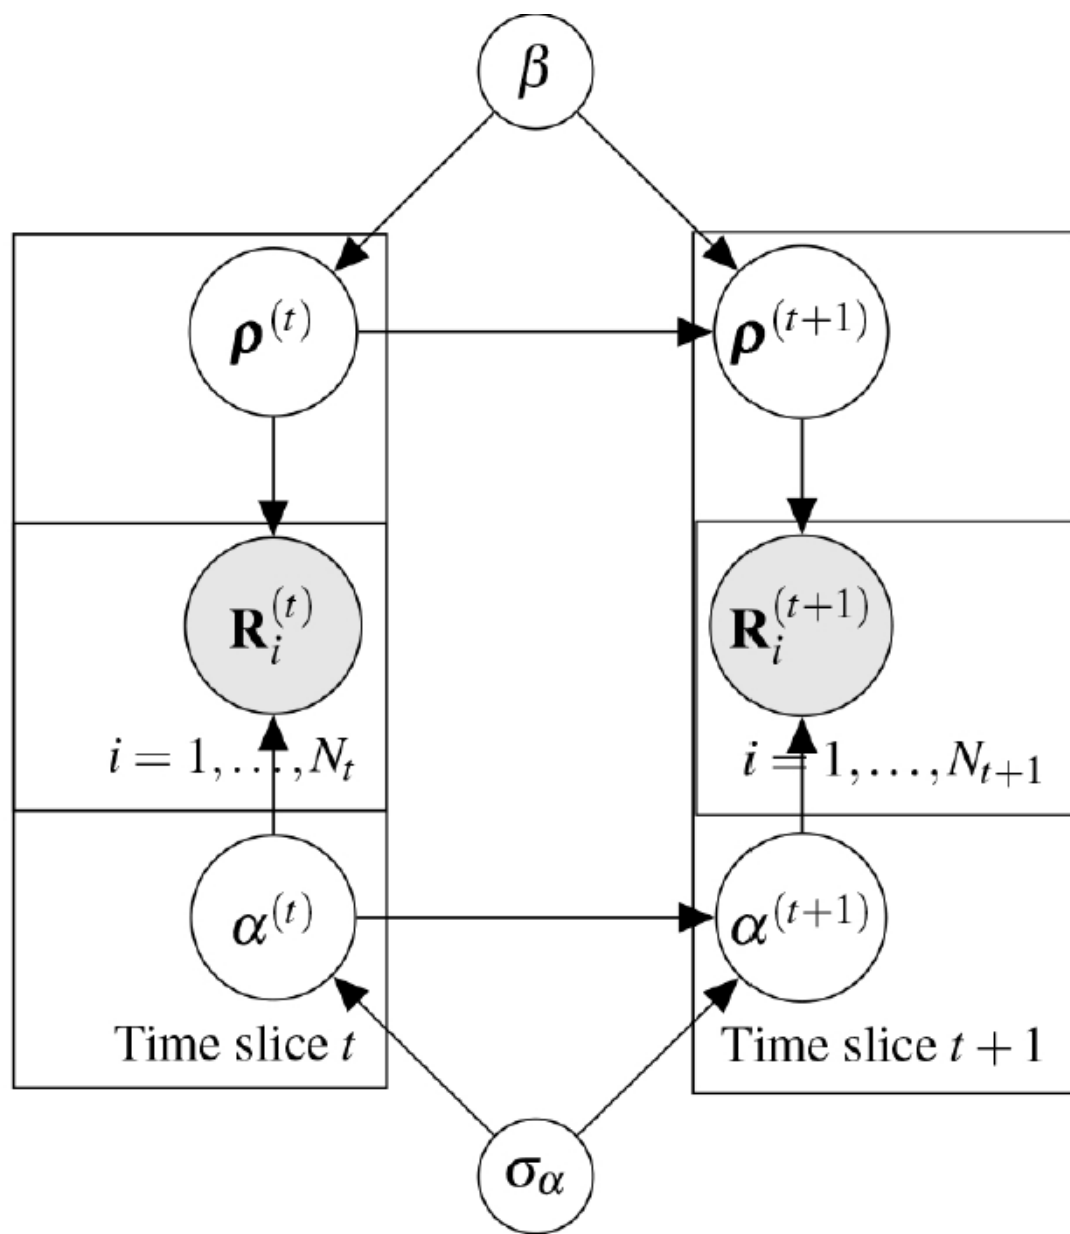 β
ρ^(t) ρ^(t+1)
R_i^(t) R_i^(t+1)
i = 1,...,N_t i = 1,...,N_{t+1}
α^(t) α^(t+1)
Time slice t Time slice t + 1
σ_α